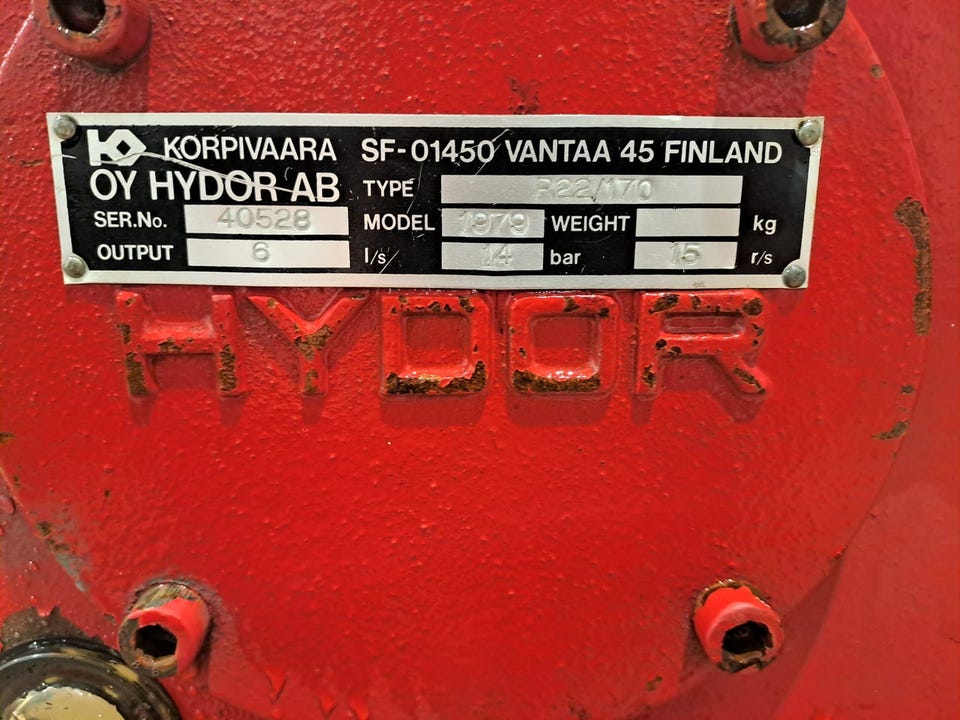 KORPIVAARA SF-01450 VANTAA 45 FINLAND
OY HYDOR AB TYPE R22/170
SER.No. 40528 MODEL 1979 WEIGHT kg
OUTPUT 6 l/s 14 bar 15 r/s
HYDOR